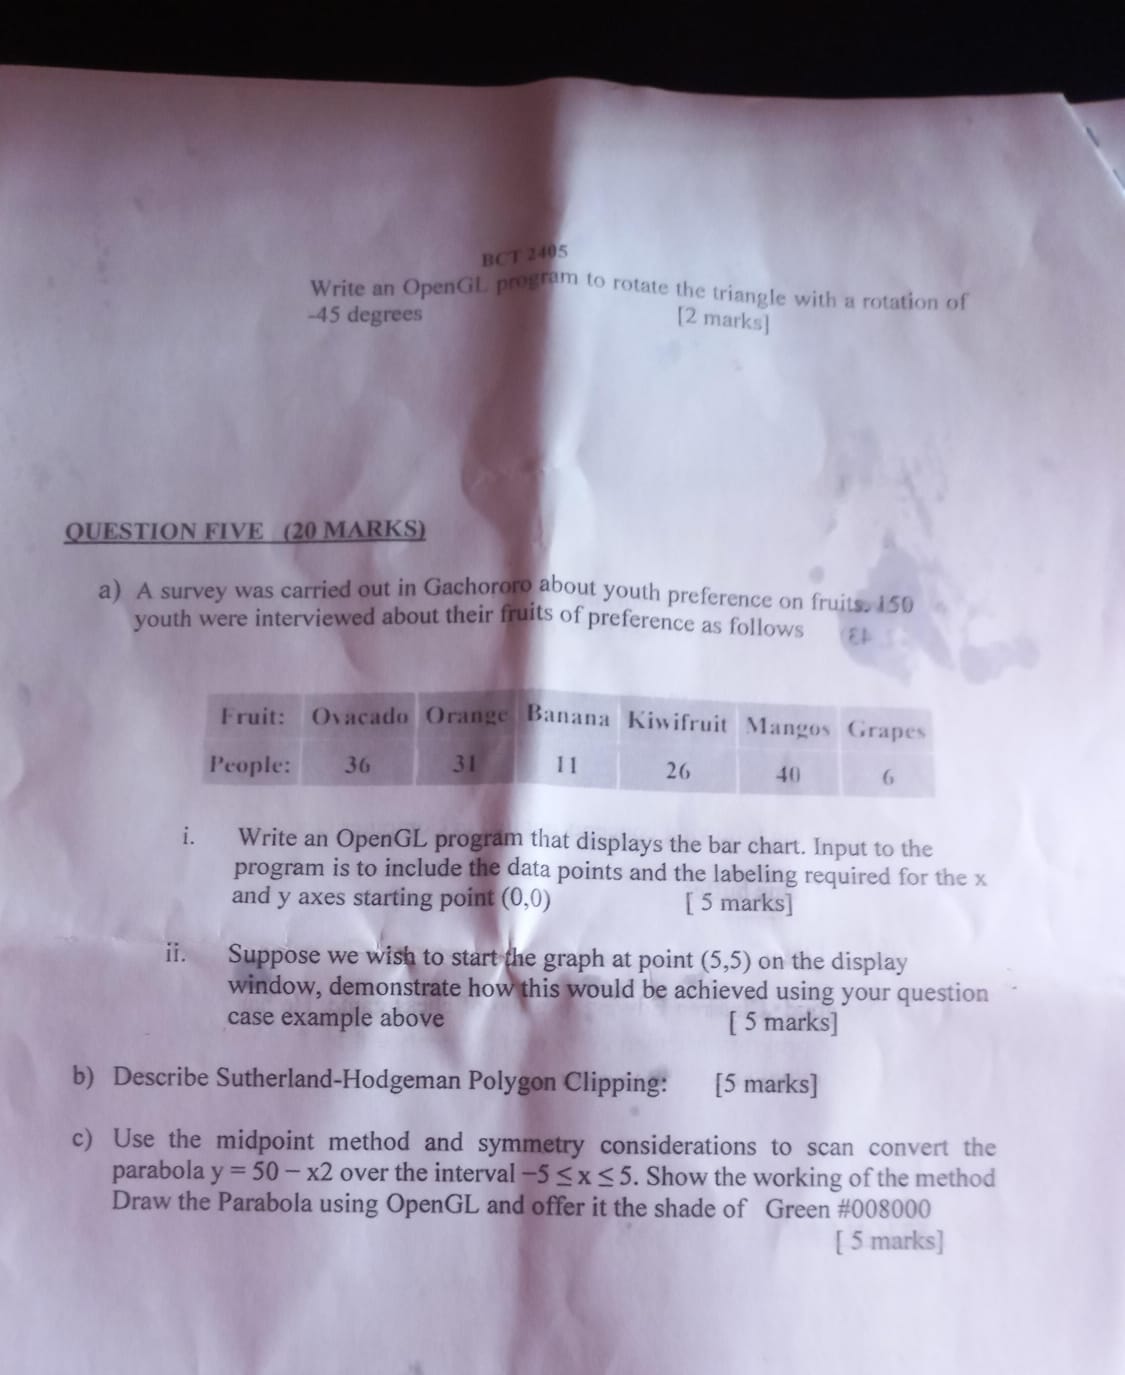 BCT 2405
Write an OpenGL program to rotate the triangle with a rotation of
-45 degrees [2 marks]
QUESTION FIVE (20 MARKS)
a) A survey was carried out in Gachororo about youth preference on fruits. 150
youth were interviewed about their fruits of preference as follows
Fruit: Ovacado Orange Banana Kiwifruit Mangos Grapes
People: 36 31 11 26 40 6
i. Write an OpenGL program that displays the bar chart. Input to the
program is to include the data points and the labeling required for the x
and y axes starting point (0,0) [ 5 marks]
ii. Suppose we wish to start the graph at point (5,5) on the display
window, demonstrate how this would be achieved using your question
case example above [ 5 marks]
b) Describe Sutherland-Hodgeman Polygon Clipping: [5 marks]
c) Use the midpoint method and symmetry considerations to scan convert the
parabola y = 50 – x2 over the interval –5 ≤ x ≤ 5. Show the working of the method
Draw the Parabola using OpenGL and offer it the shade of Green #008000
[ 5 marks]